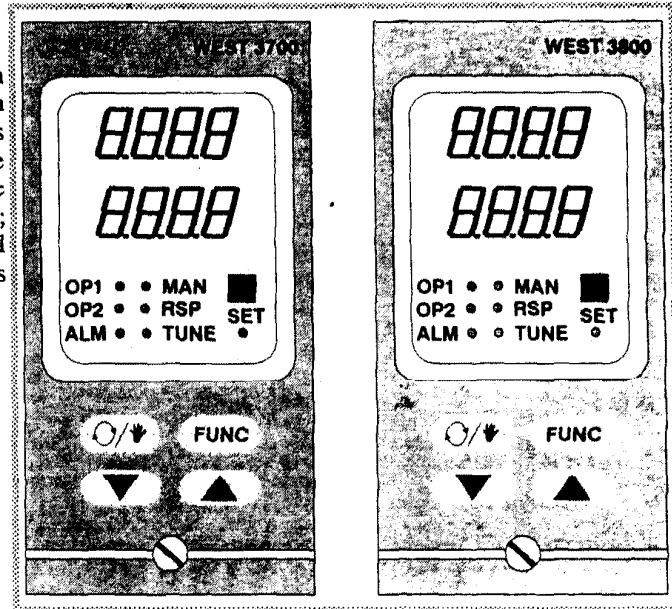 WEST 3700
8.8.8.8
8.8.8.8
OP1 MAN
OP2 RSP
ALM TUNE
SET
FUNC
WEST 3800
8.8.8.8
8.8.8.8
OP1 MAN
OP2 RSP
ALM TUNE
SET
FUNC